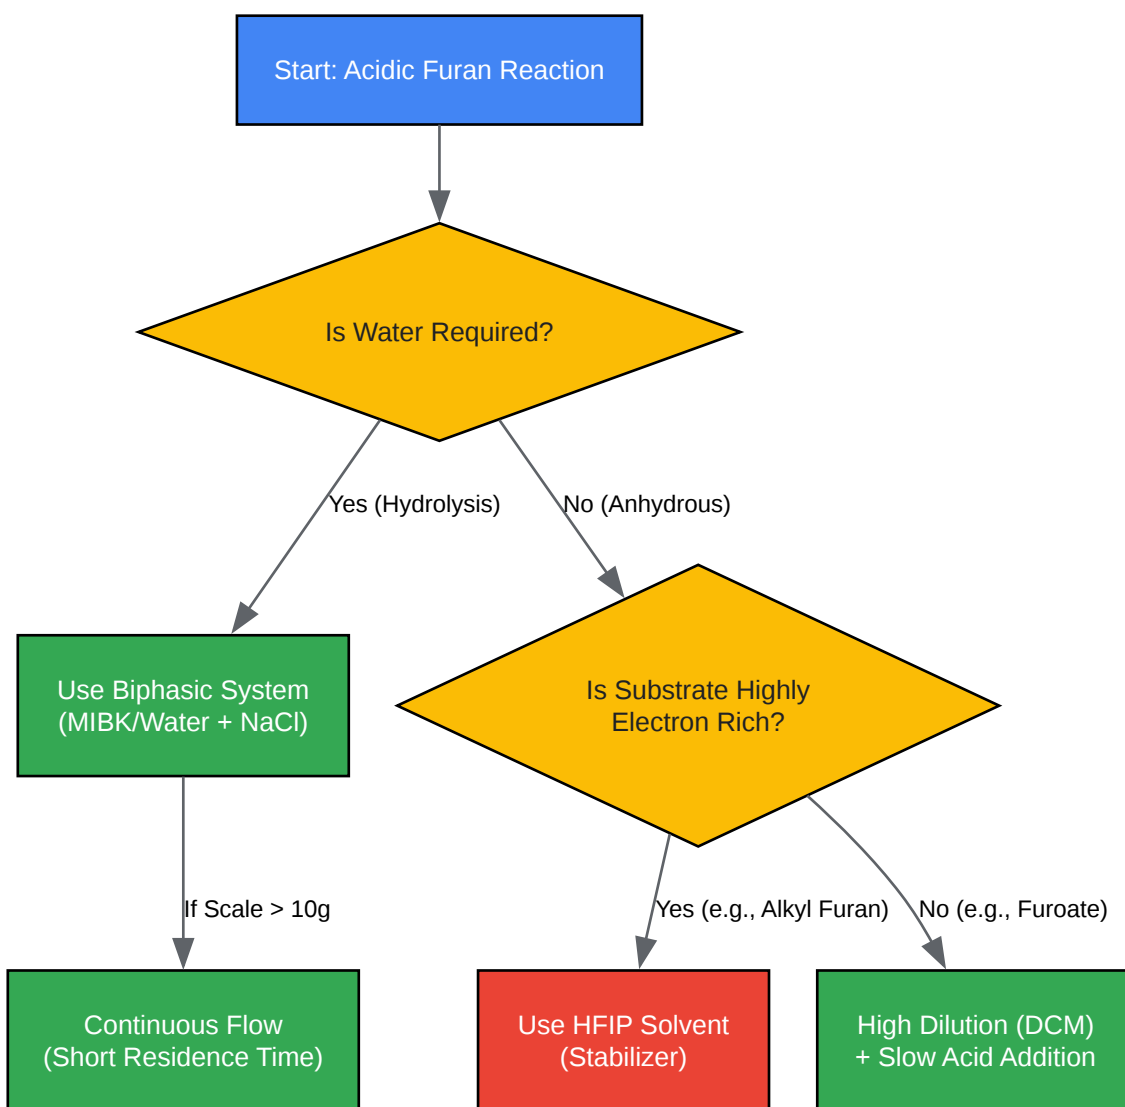 Start: Acidic Furan Reaction
Is Water Required?
Yes (Hydrolysis)
No (Anhydrous)
Use Biphasic System
(MIBK/Water + NaCl)
Is Substrate Highly
Electron Rich?
If Scale > 10g
Yes (e.g., Alkyl Furan)
No (e.g., Furoate)
Continuous Flow
(Short Residence Time)
Use HFIP Solvent
(Stabilizer)
High Dilution (DCM)
+ Slow Acid Addition